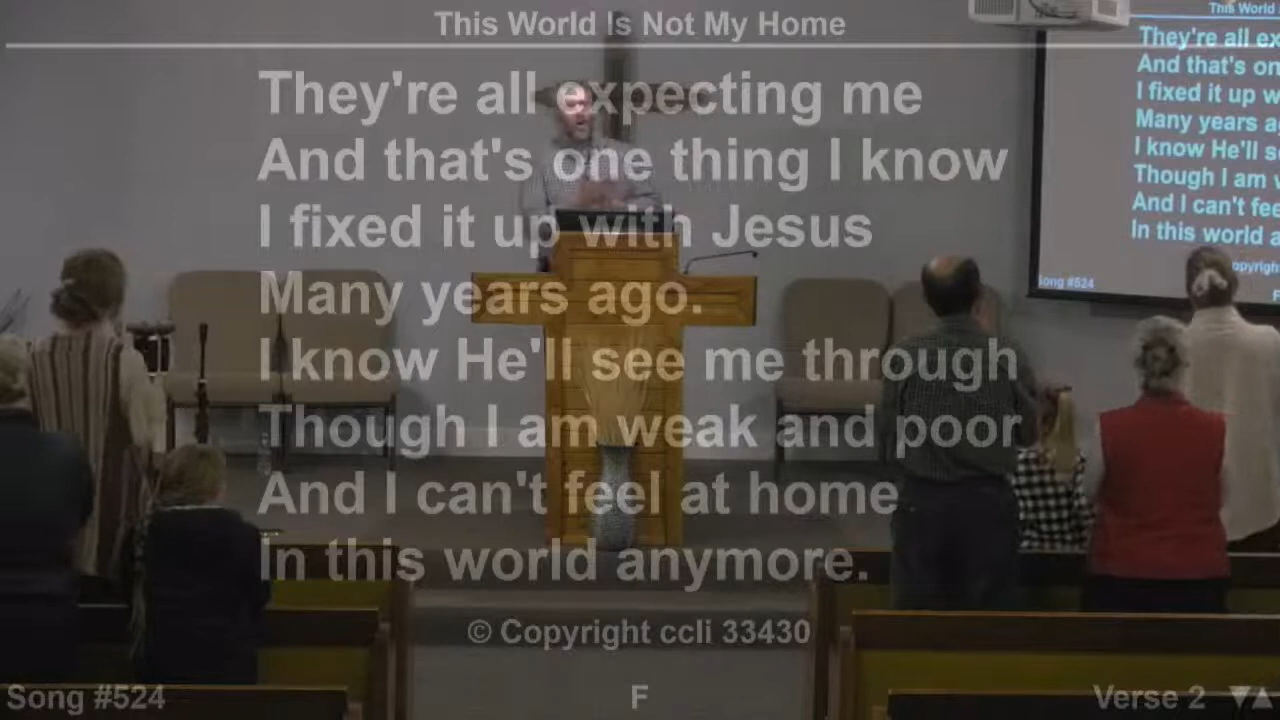 This World Is Not My Home
They're all expecting me
And that's one thing I know
I fixed it up with Jesus
Many years ago.
I know He'll see me through
Though I am weak and poor
And I can't feel at home
In this world anymore.
© Copyright ccli 33430
Song #524
F
Verse 2
This World
They're all ex
And that's on
I fixed it up w
Many years a
I know He'll se
Though I am w
And I can't fee
In this world a
opyright
Song #524
F